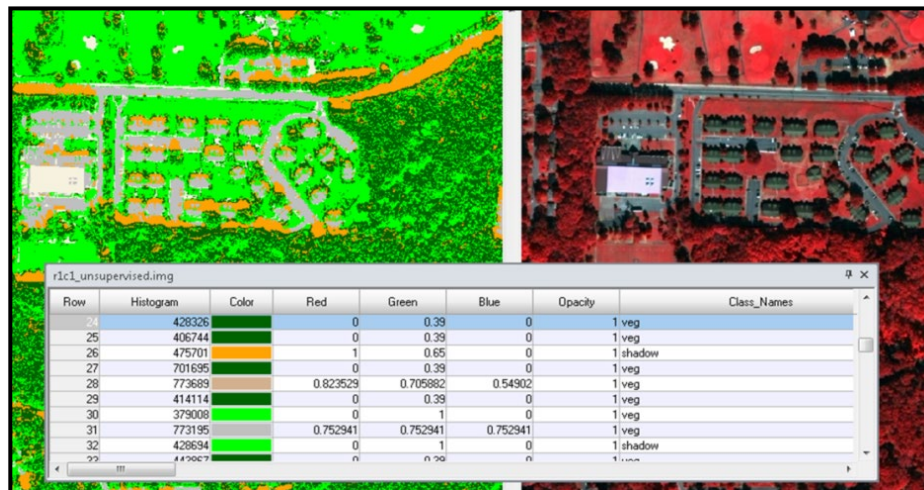 r1c1_unsupervised.img
Row Histogram Color Red Green Blue Opacity Class_Names
24 428326 0 0.39 0 1 veg
25 406744 0 0.39 0 1 veg
26 475701 1 0.65 0 1 shadow
27 701695 0 0.39 0 1 veg
28 773689 0.823529 0.705882 0.54902 1 veg
29 414114 0 0.39 0 1 veg
30 379008 0 1 0 1 veg
31 773195 0.752941 0.752941 0.752941 1 veg
32 428694 0 1 0 1 shadow